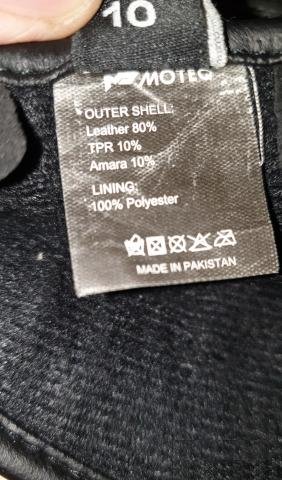 10
MOTEQ
OUTER SHELL:
Leather 80%
TPR 10%
Amara 10%
LINING:
100% Polyester
MADE IN PAKISTAN